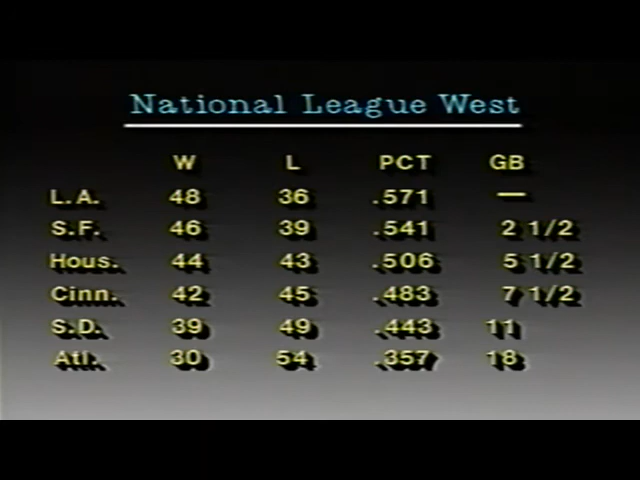 National League West
W L PCT GB
L.A. 48 36 .571 —
S.F. 46 39 .541 2 1/2
Hous. 44 43 .506 5 1/2
Cinn. 42 45 .483 7 1/2
S.D. 39 49 .443 11
Atl. 30 54 .357 18